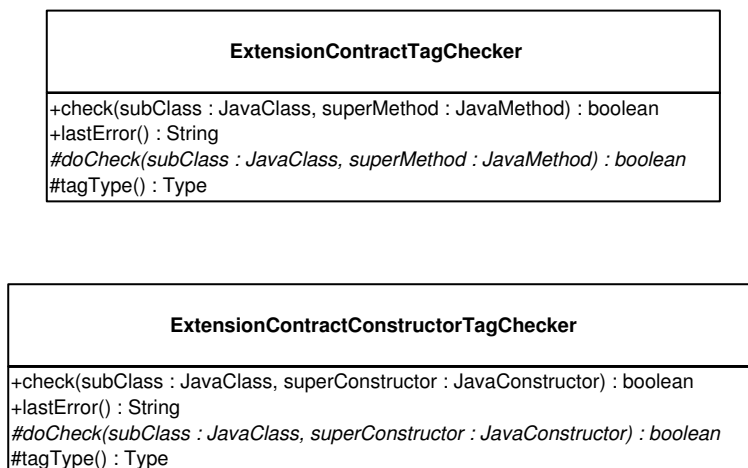 ExtensionContractTagChecker
+check(subClass : JavaClass, superMethod : JavaMethod) : boolean
+lastError() : String
#doCheck(subClass : JavaClass, superMethod : JavaMethod) : boolean
#tagType() : Type
ExtensionContractConstructorTagChecker
+check(subClass : JavaClass, superConstructor : JavaConstructor) : boolean
+lastError() : String
#doCheck(subClass : JavaClass, superConstructor : JavaConstructor) : boolean
#tagType() : Type